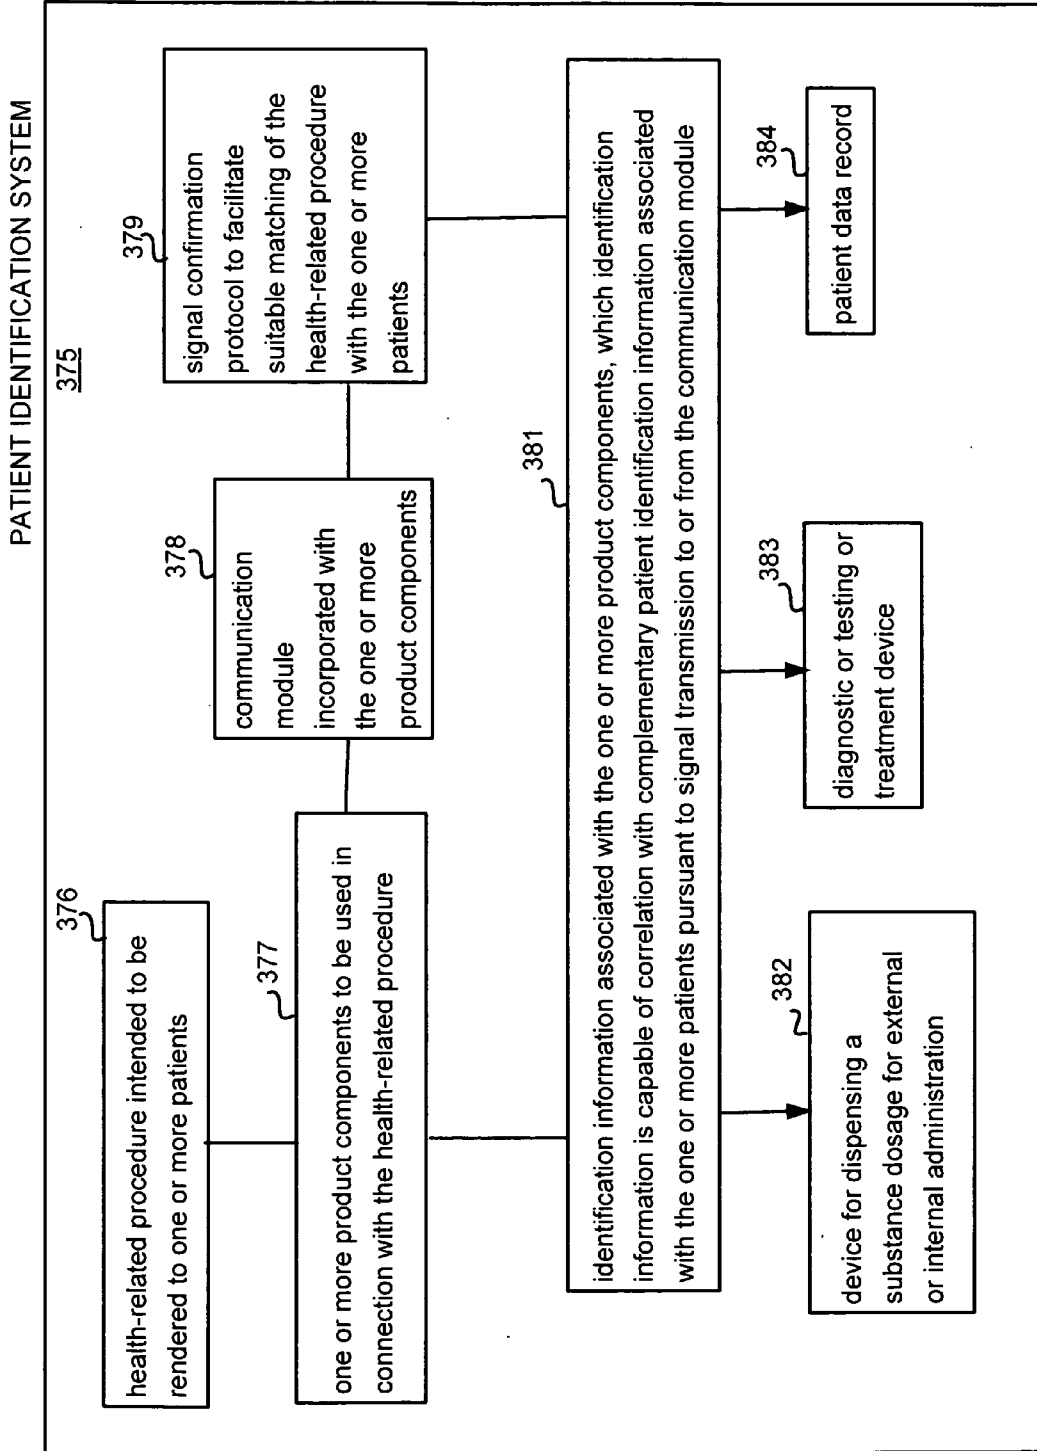 PATIENT IDENTIFICATION SYSTEM
375
376
health-related procedure intended to be
rendered to one or more patients
377
one or more product components to be used in
connection with the health-related procedure
378
communication
module
incorporated with
the one or more
product components
379
signal confirmation
protocol to facilitate
suitable matching of the
health-related procedure
with the one or more
patients
381
identification information associated with the one or more product components, which identification
information is capable of correlation with complementary patient identification information associated
with the one or more patients pursuant to signal transmission to or from the communication module
382
device for dispensing a
substance dosage for external
or internal administration
383
diagnostic or testing or
treatment device
384
patient data record